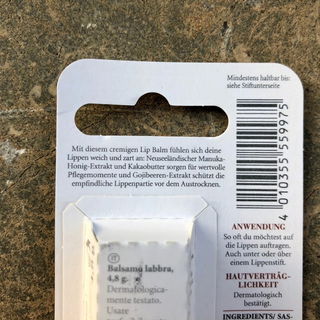 Mindestens haltbar bis:
siehe Stiftunterseite
Mit diesem cremigen Lip Balm fühlen sich deine
Lippen weich und zart an: Neuseeländischer Manuka-
Honig-Extrakt und Kakaobutter sorgen für wertvolle
Pflegemomente und Gojibeeren-Extrakt schützt die
empfindliche Lippenpartie vor dem Austrocknen.
4 010355 559975
ANWENDUNG
So oft du möchtest auf
die Lippen auftragen.
Auch unter oder über
einem Lippenstift.
HAUTVERTRÄG-
LICHKEIT
Dermatologisch
bestätigt.
INGREDIENTS/ SAS-
IT
Balsamo labbra,
4,8 g.
Dermatologica-
mente testato.
Usare